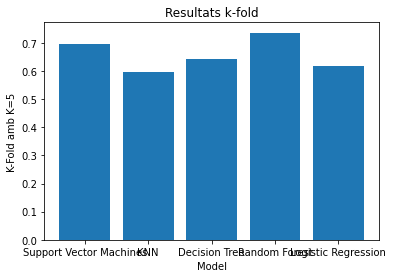 Resultats k-fold
K-Fold amb K=5
0.7
0.6
0.5
0.4
0.3
0.2
0.1
0.0
Support Vector Machines KNN Decision Tree Random Forest Logistic Regression
Model